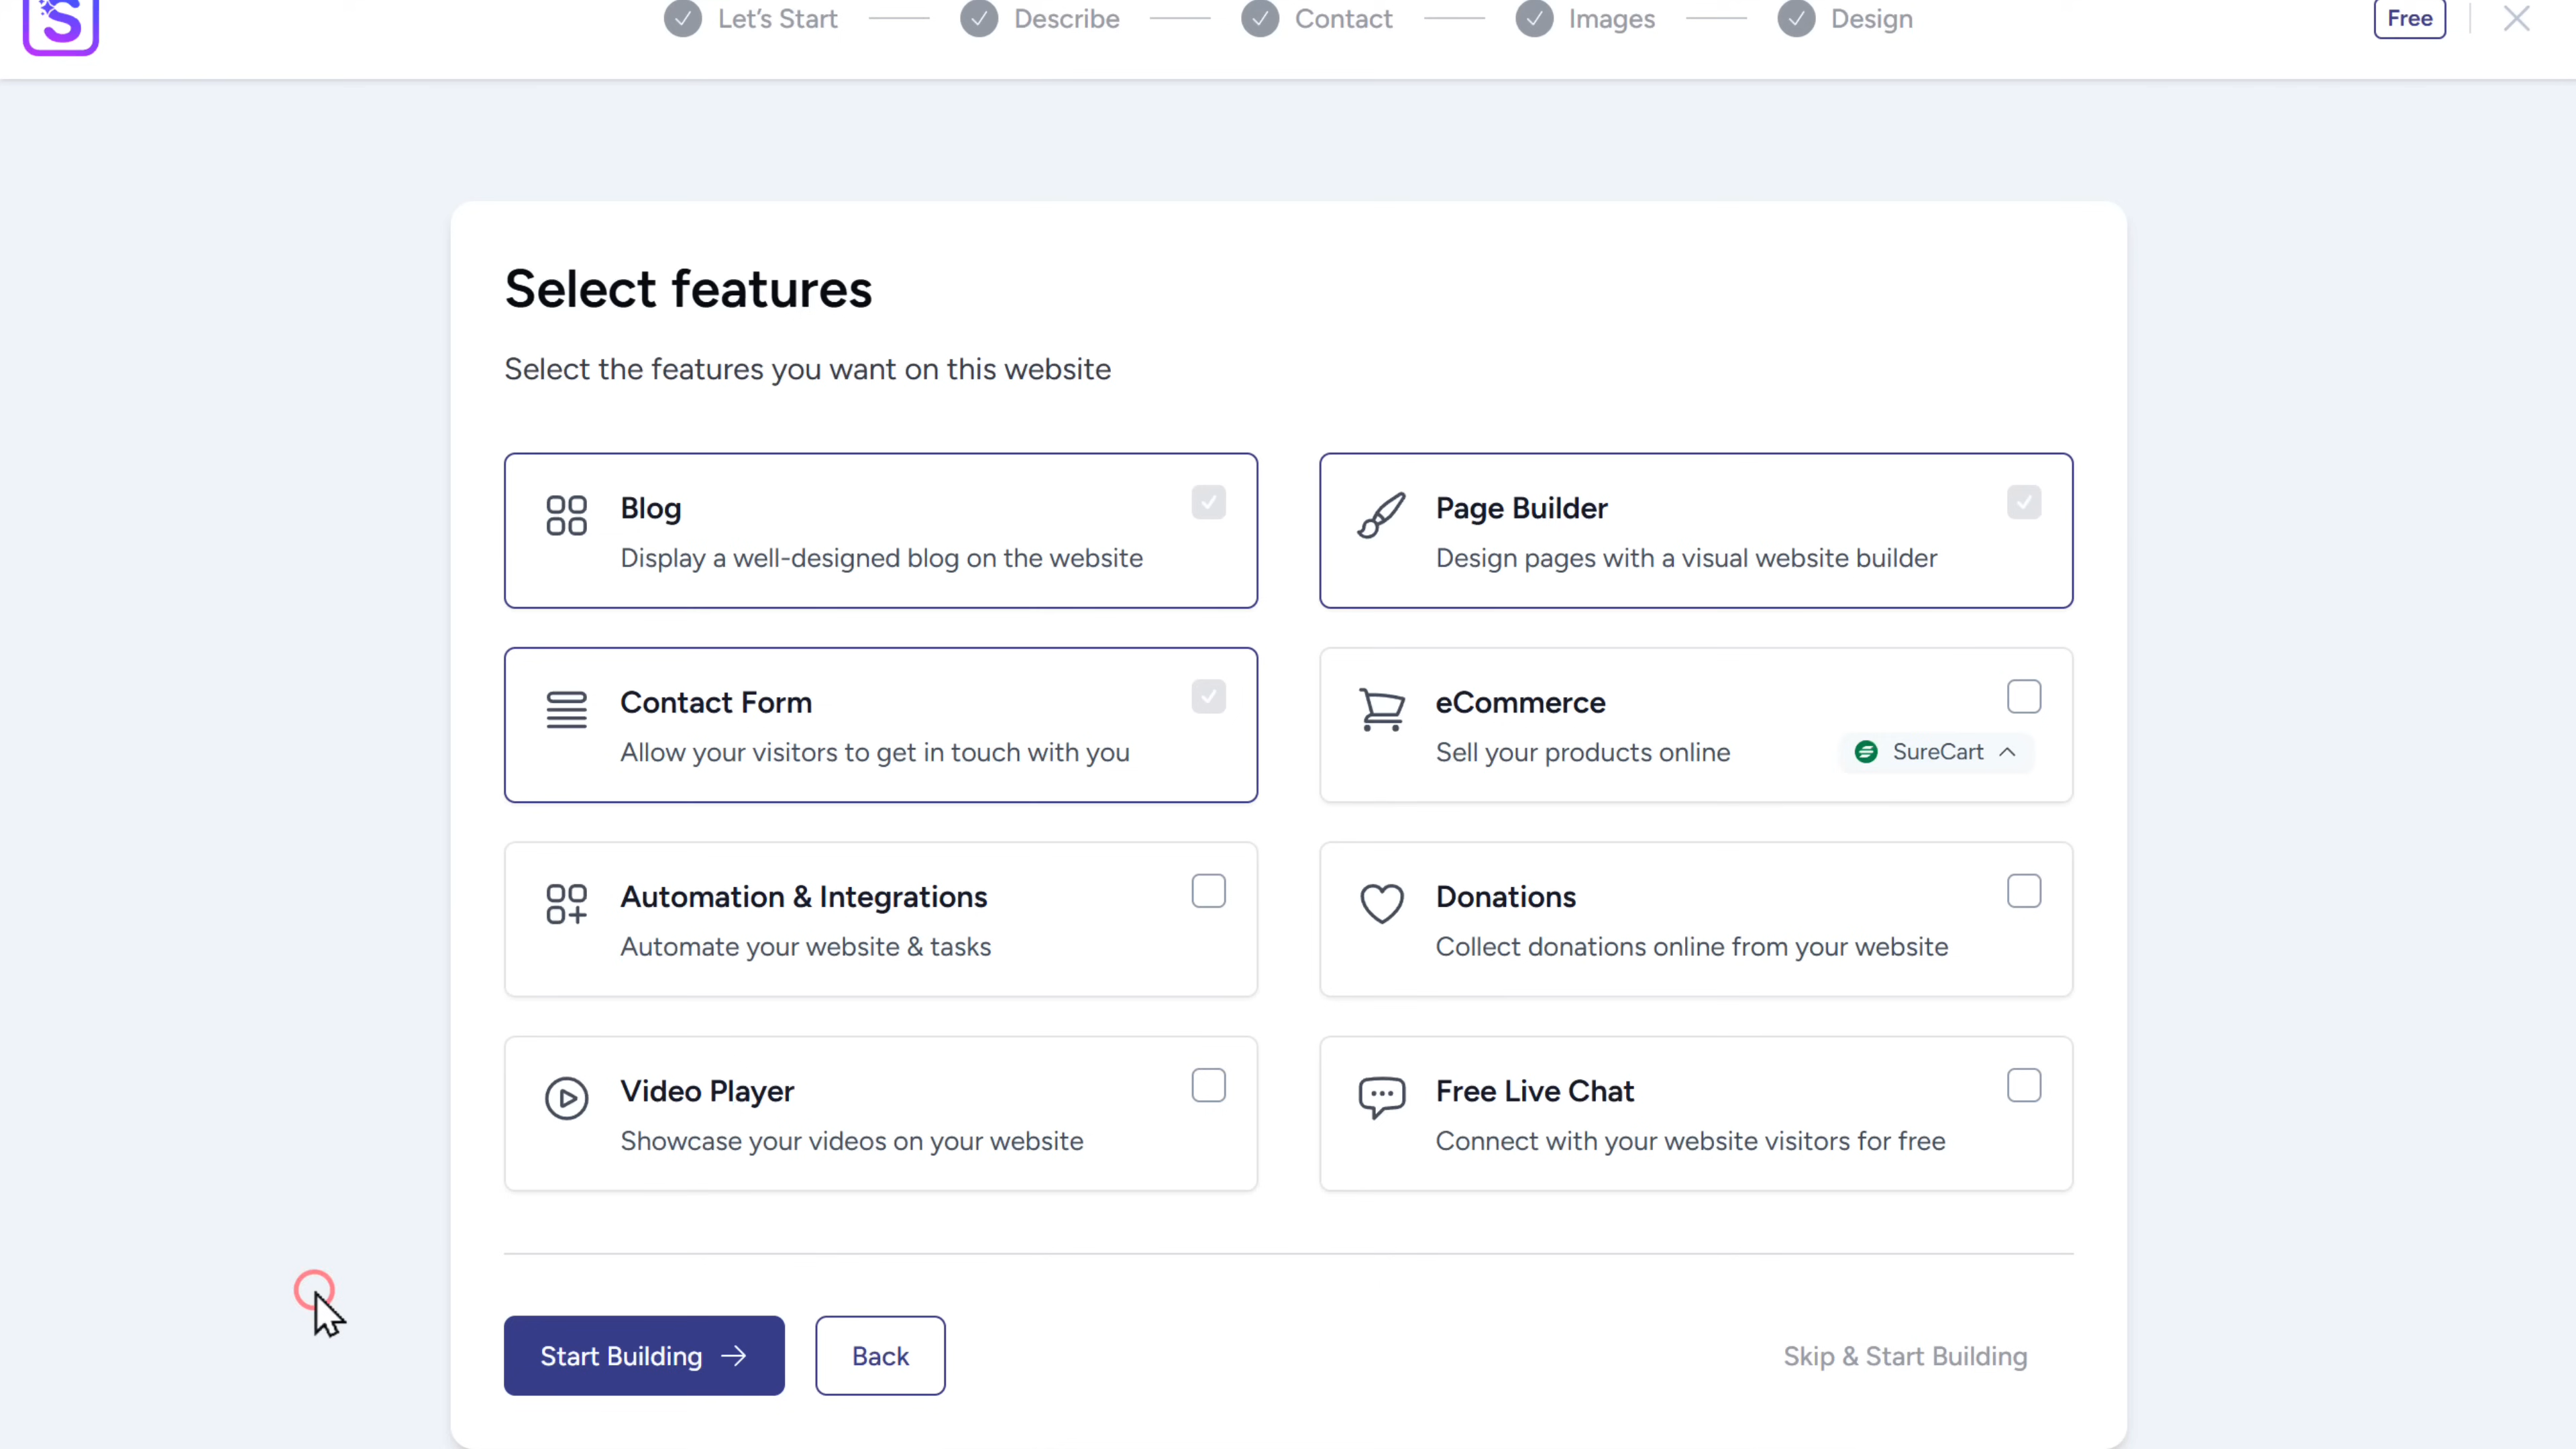 S
Let's Start
Describe
Contact
Images
Design
Free
Select features
Select the features you want on this website
Blog
Display a well-designed blog on the website
Page Builder
Design pages with a visual website builder
Contact Form
Allow your visitors to get in touch with you
eCommerce
Sell your products online
SureCart
Automation & Integrations
Automate your website & tasks
Donations
Collect donations online from your website
Video Player
Showcase your videos on your website
Free Live Chat
Connect with your website visitors for free
Start Building
Back
Skip & Start Building